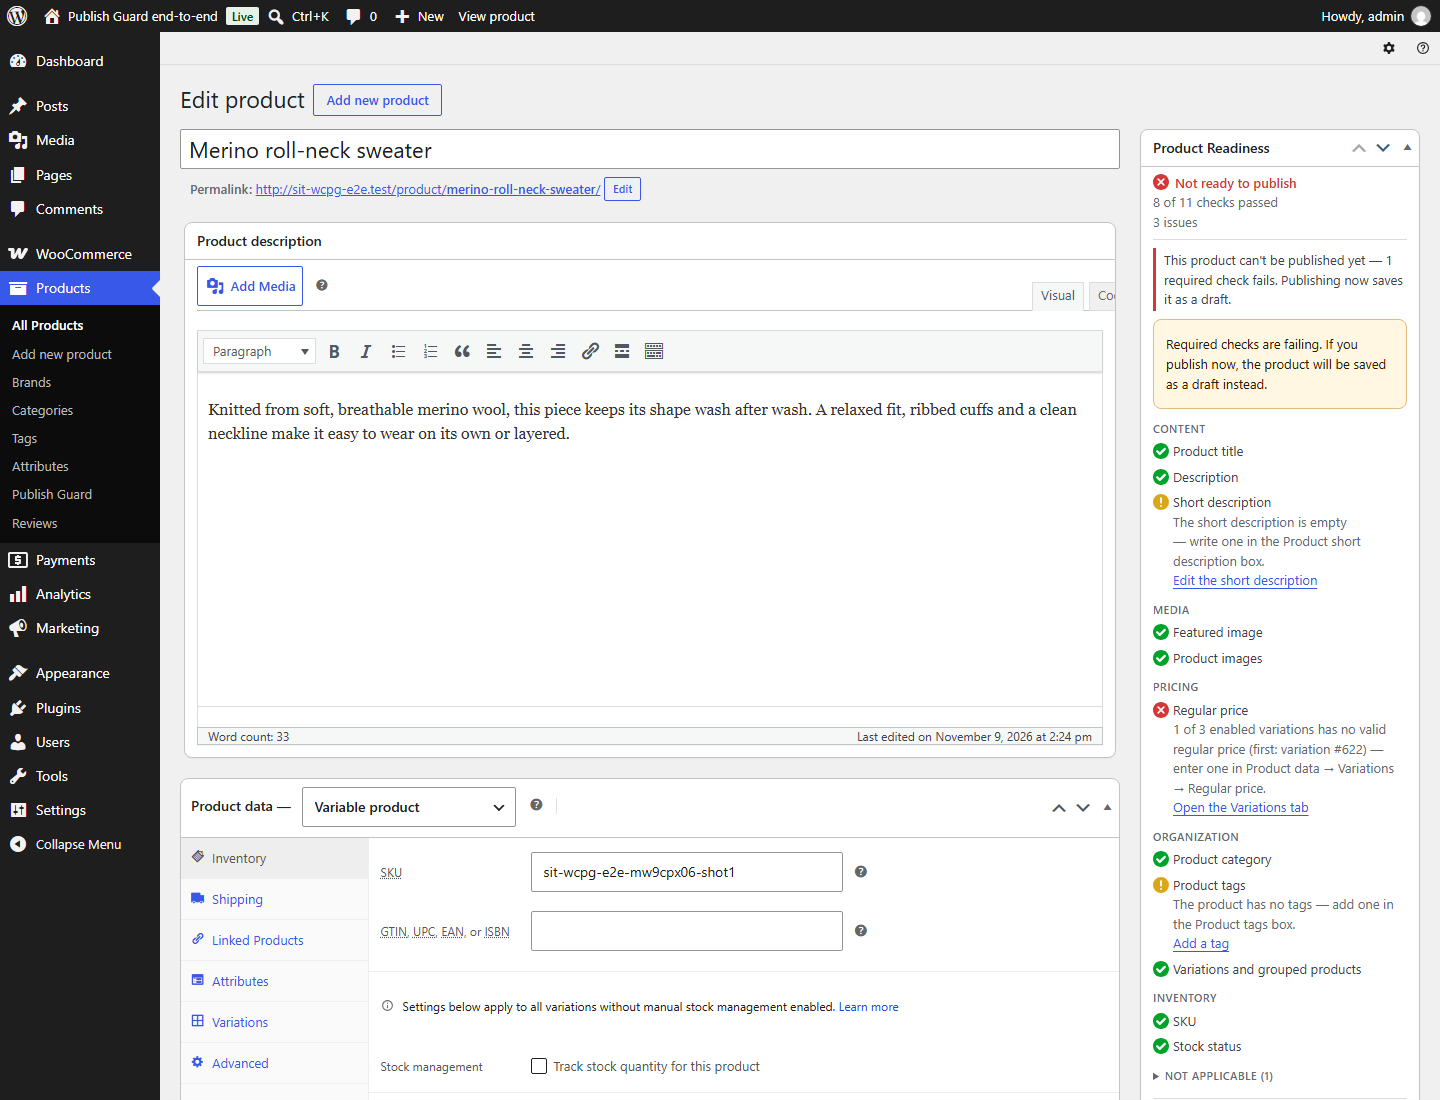 Publish Guard end-to-end
Live
Ctrl+K
0
New
View product
Howdy, admin
Dashboard
Posts
Media
Pages
Comments
WooCommerce
Products
All Products
Add new product
Brands
Categories
Tags
Attributes
Publish Guard
Reviews
Payments
Analytics
Marketing
Appearance
Plugins
Users
Tools
Settings
Collapse Menu
Edit product
Add new product
Merino roll-neck sweater
Permalink: http://sit-wcpg-e2e.test/product/merino-roll-neck-sweater/ Edit
Product description
Add Media
Visual
Co
Paragraph
Knitted from soft, breathable merino wool, this piece keeps its shape wash after wash. A relaxed fit, ribbed cuffs and a clean
neckline make it easy to wear on its own or layered.
Word count: 33
Last edited on November 9, 2026 at 2:24 pm
Product data —
Variable product
Inventory
Shipping
Linked Products
Attributes
Variations
Advanced
SKU
sit-wcpg-e2e-mw9cpx06-shot1
GTIN, UPC, EAN, or ISBN
Settings below apply to all variations without manual stock management enabled. Learn more
Stock management
Track stock quantity for this product
Product Readiness
Not ready to publish
8 of 11 checks passed
3 issues
This product can't be published yet — 1
required check fails. Publishing now saves
it as a draft.
Required checks are failing. If you
publish now, the product will be saved
as a draft instead.
CONTENT
Product title
Description
Short description
The short description is empty
— write one in the Product short
description box.
Edit the short description
MEDIA
Featured image
Product images
PRICING
Regular price
1 of 3 enabled variations has no valid
regular price (first: variation #622) —
enter one in Product data → Variations
→ Regular price.
Open the Variations tab
ORGANIZATION
Product category
Product tags
The product has no tags — add one in
the Product tags box.
Add a tag
Variations and grouped products
INVENTORY
SKU
Stock status
NOT APPLICABLE (1)